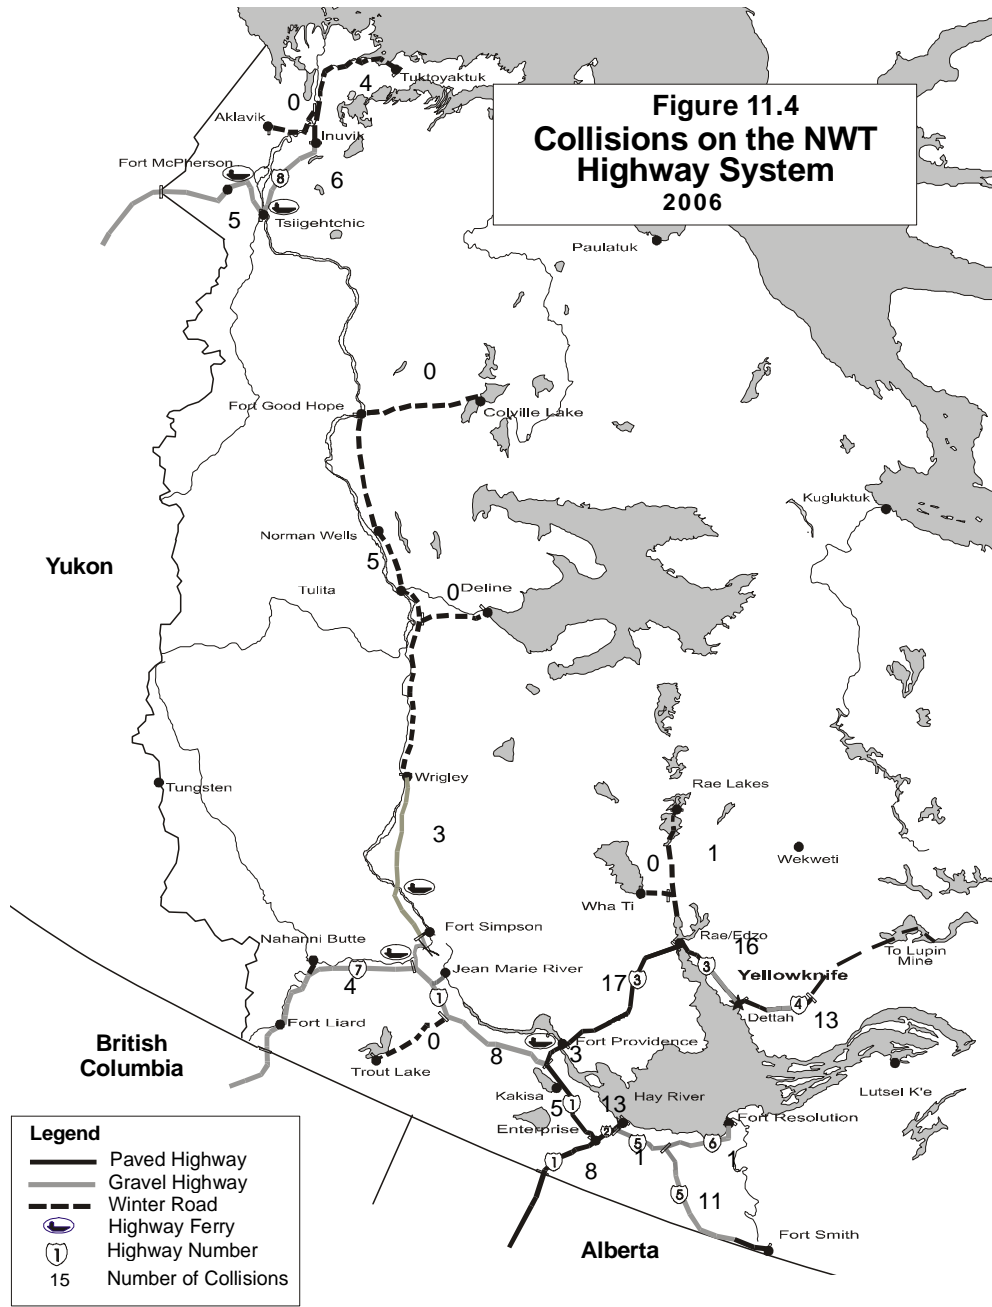 Figure 11.4
Collisions on the NWT
Highway System
2006
Tuktoyaktuk
4
0
Aklavik
Inuvik
Fort McPherson
8
6
5
Tsiigehtchic
Paulatuk
0
Fort Good Hope
Colville Lake
Kugluktuk
Norman Wells
Yukon
5
Tulita
0
Deline
Wrigley
Tungsten
Rae Lakes
3
0
1
Wekweti
Wha Ti
Fort Simpson
Rae/Edzo
16
Nahanni Butte
To Lupin
Mine
7
4
Jean Marie River
17
3
3
Yellowknife
1
4
13
Dettah
Fort Liard
British
Columbia
0
8
3
Fort Providence
Trout Lake
Lutsel K'e
Kakisa
5
1
13
Hay River
Enterprise
2
Fort Resolution
5
1
6
1
1
8
5
11
Fort Smith
Alberta
Legend
Paved Highway
Gravel Highway
Winter Road
Highway Ferry
1 Highway Number
15 Number of Collisions